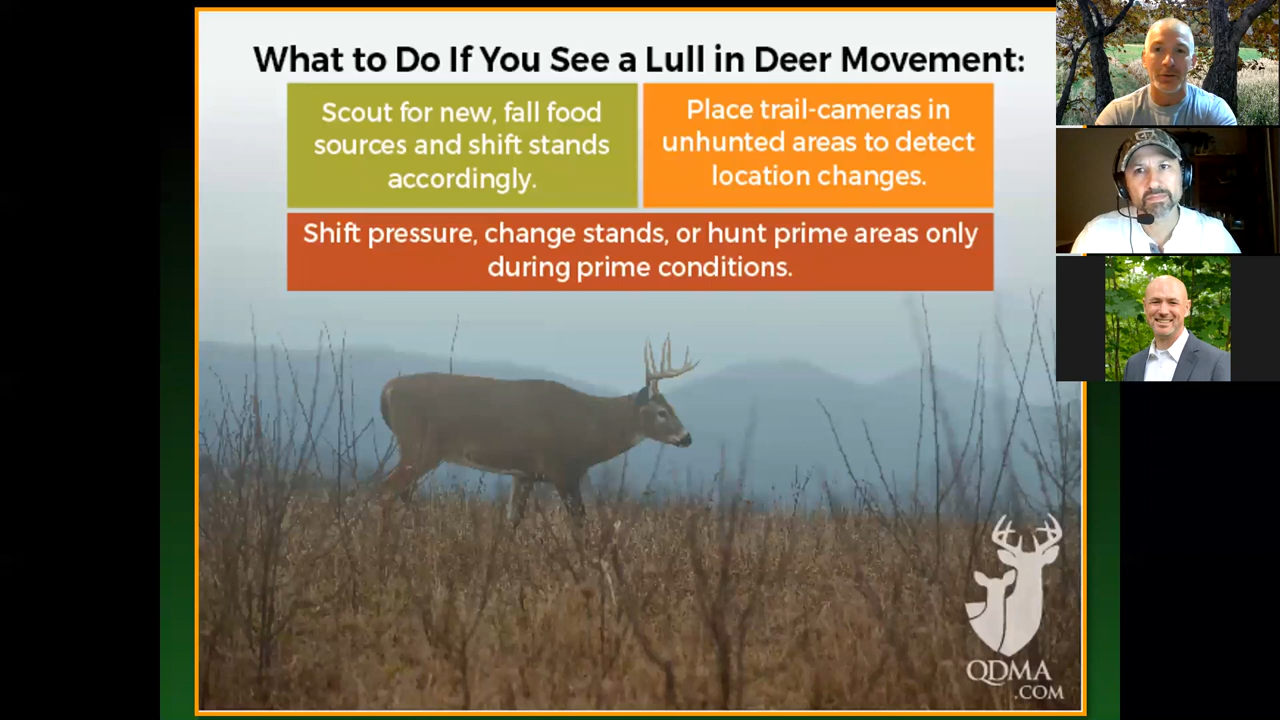 What to Do If You See a Lull in Deer Movement:
Scout for new, fall food
sources and shift stands
accordingly.
Place trail-cameras in
unhunted areas to detect
location changes.
Shift pressure, change stands, or hunt prime areas only
during prime conditions.
QDMA
.COM